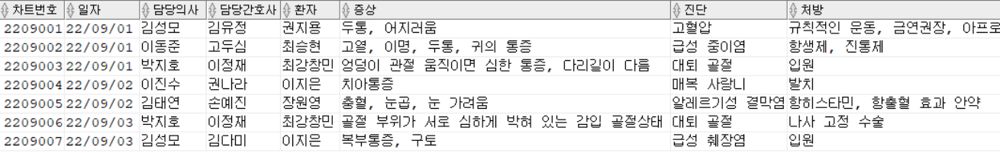 차트번호 일자 담당의사 담당간호사 환자 증상 진단 처방
2209001 22/09/01 김성모 김유정 권지용 두통, 어지러움 고혈압 규칙적인 운동, 금연권장, 아프로
2209002 22/09/01 이동준 고두심 최승현 고열, 이명, 두통, 귀의 통증 급성 중이염 항생제, 진통제
2209003 22/09/01 박지호 이정재 최강창민 엉덩이 관절 움직이면 심한 통증, 다리길이 다름 대퇴 골절 입원
2209004 22/09/02 이진수 권나라 이지은 치아통증 매복 사랑니 발치
2209005 22/09/02 김태연 손예진 장원영 충혈, 눈곱, 눈 가려움 알레르기성 결막염 항히스타민, 항출혈 효과 안약
2209006 22/09/03 박지호 이정재 최강창민 골절 부위가 서로 심하게 박혀 있는 감입 골절상태 대퇴 골절 나사 고정 수술
2209007 22/09/03 김성모 김다미 이지은 복부통증, 구토 급성 췌장염 입원